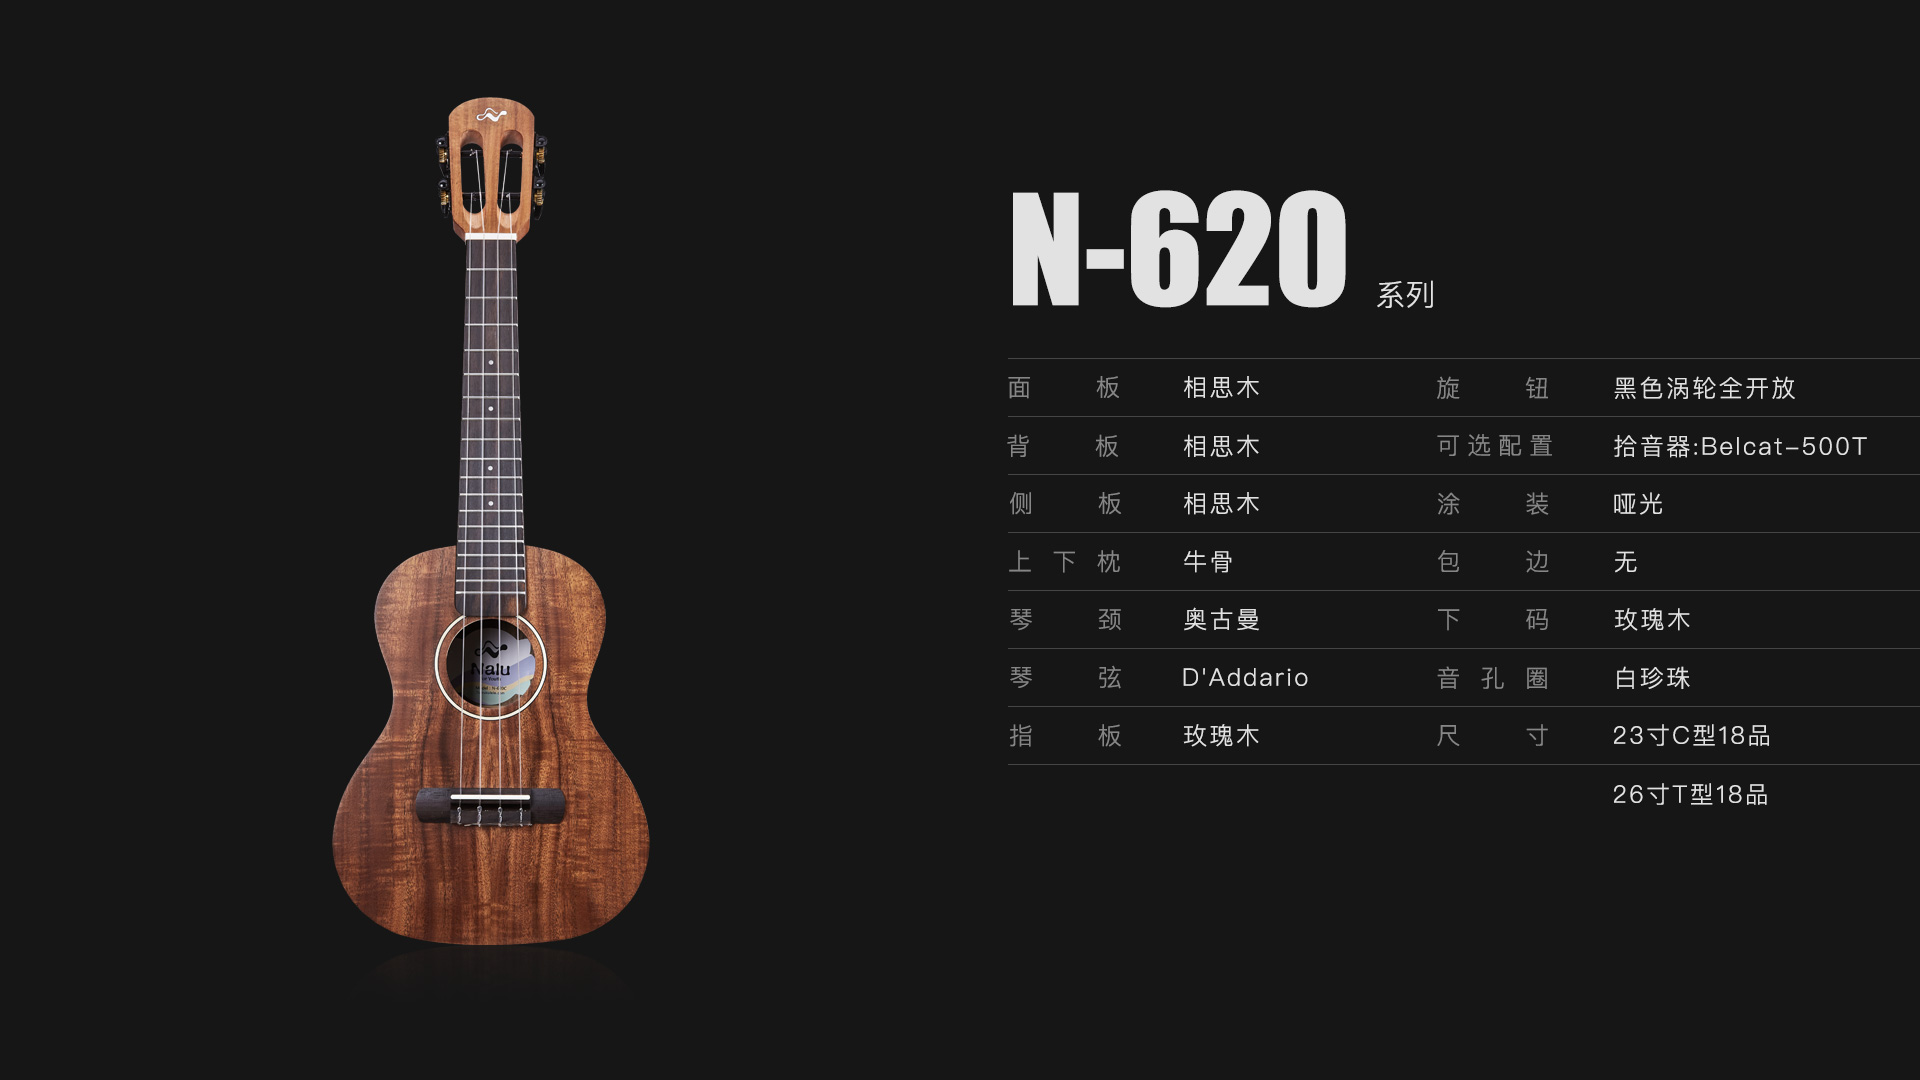 N-620 系列
面板 相思木 旋钮 黑色涡轮全开放
背板 相思木 可选配置 拾音器:Belcat-500T
侧板 相思木 涂装 哑光
上下枕 牛骨 包边 无
琴颈 奥古曼 下码 玫瑰木
琴弦 D'Addario 音孔圈 白珍珠
指板 玫瑰木 尺寸 23寸C型18品
26寸T型18品
Nalu